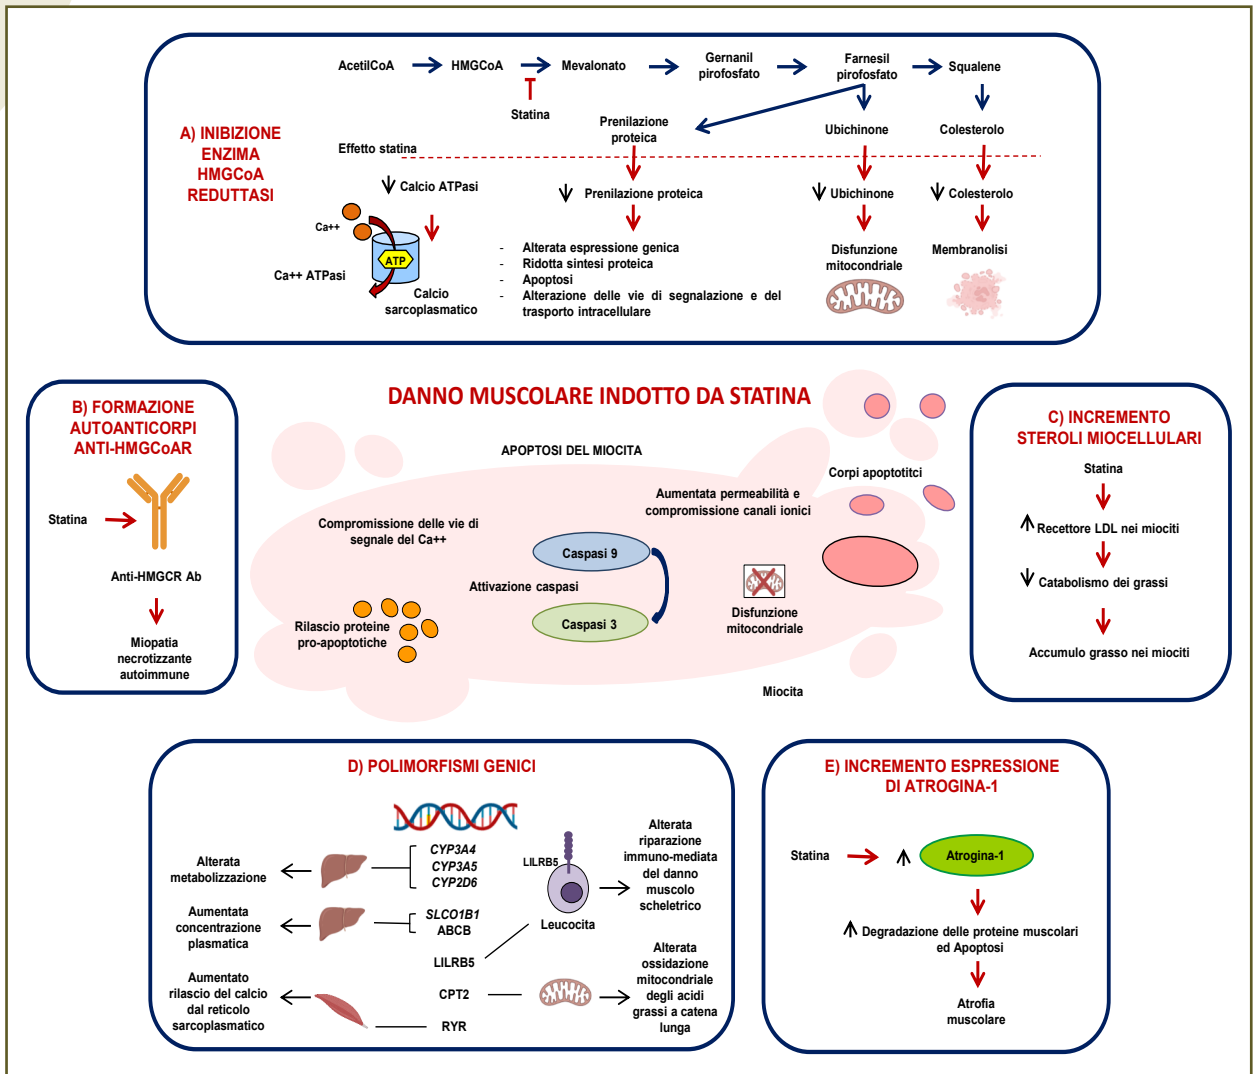 AcetilCoA
HMGCoA
Mevalonato
Gernanil
pirofosfato
Farnesil
pirofosfato
Squalene
Statina
A) INIBIZIONE
ENZIMA
HMGCoA
REDUTTASI
Prenilazione
proteica
Ubichinone
Colesterolo
Effetto statina
Calcio ATPasi
Prenilazione proteica
Ubichinone
Colesterolo
Ca++
ATP
Ca++ ATPasi
Calcio
sarcoplasmatico
- Alterata espressione genica
- Ridotta sintesi proteica
- Apoptosi
- Alterazione delle vie di segnalazione e del
trasporto intracellulare
Disfunzione
mitocondriale
Membranolisi
DANNO MUSCOLARE INDOTTO DA STATINA
B) FORMAZIONE
AUTOANTICORPI
ANTI-HMGCoAR
Statina
Anti-HMGCR Ab
Miopatia
necrotizzante
autoimmune
APOPTOSI DEL MIOCITA
Compromissione delle vie di
segnale del Ca++
Aumentata permeabilità e
compromissione canali ionici
Corpi apoptotitci
Caspasi 9
Attivazione caspasi
Caspasi 3
Rilascio proteine
pro-apoptotiche
Disfunzione
mitocondriale
Miocita
C) INCREMENTO
STEROLI MIOCELLULARI
Statina
Recettore LDL nei miociti
Catabolismo dei grassi
Accumulo grasso nei miociti
D) POLIMORFISMI GENICI
CYP3A4
CYP3A5
CYP2D6
Alterata
metabolizzazione
SLCO1B1
ABCB
Aumentata
concentrazione
plasmatica
LILRB5
CPT2
RYR
Aumentato
rilascio del calcio
dal reticolo
sarcoplasmatico
LILRB5
Leucocita
Alterata
riparazione
immuno-mediata
del danno
muscolo
scheletrico
Alterata
ossidazione
mitocondriale
degli acidi
grassi a catena
lunga
E) INCREMENTO ESPRESSIONE
DI ATROGINA-1
Statina
Atrogina-1
Degradazione delle proteine muscolari
ed Apoptosi
Atrofia
muscolare